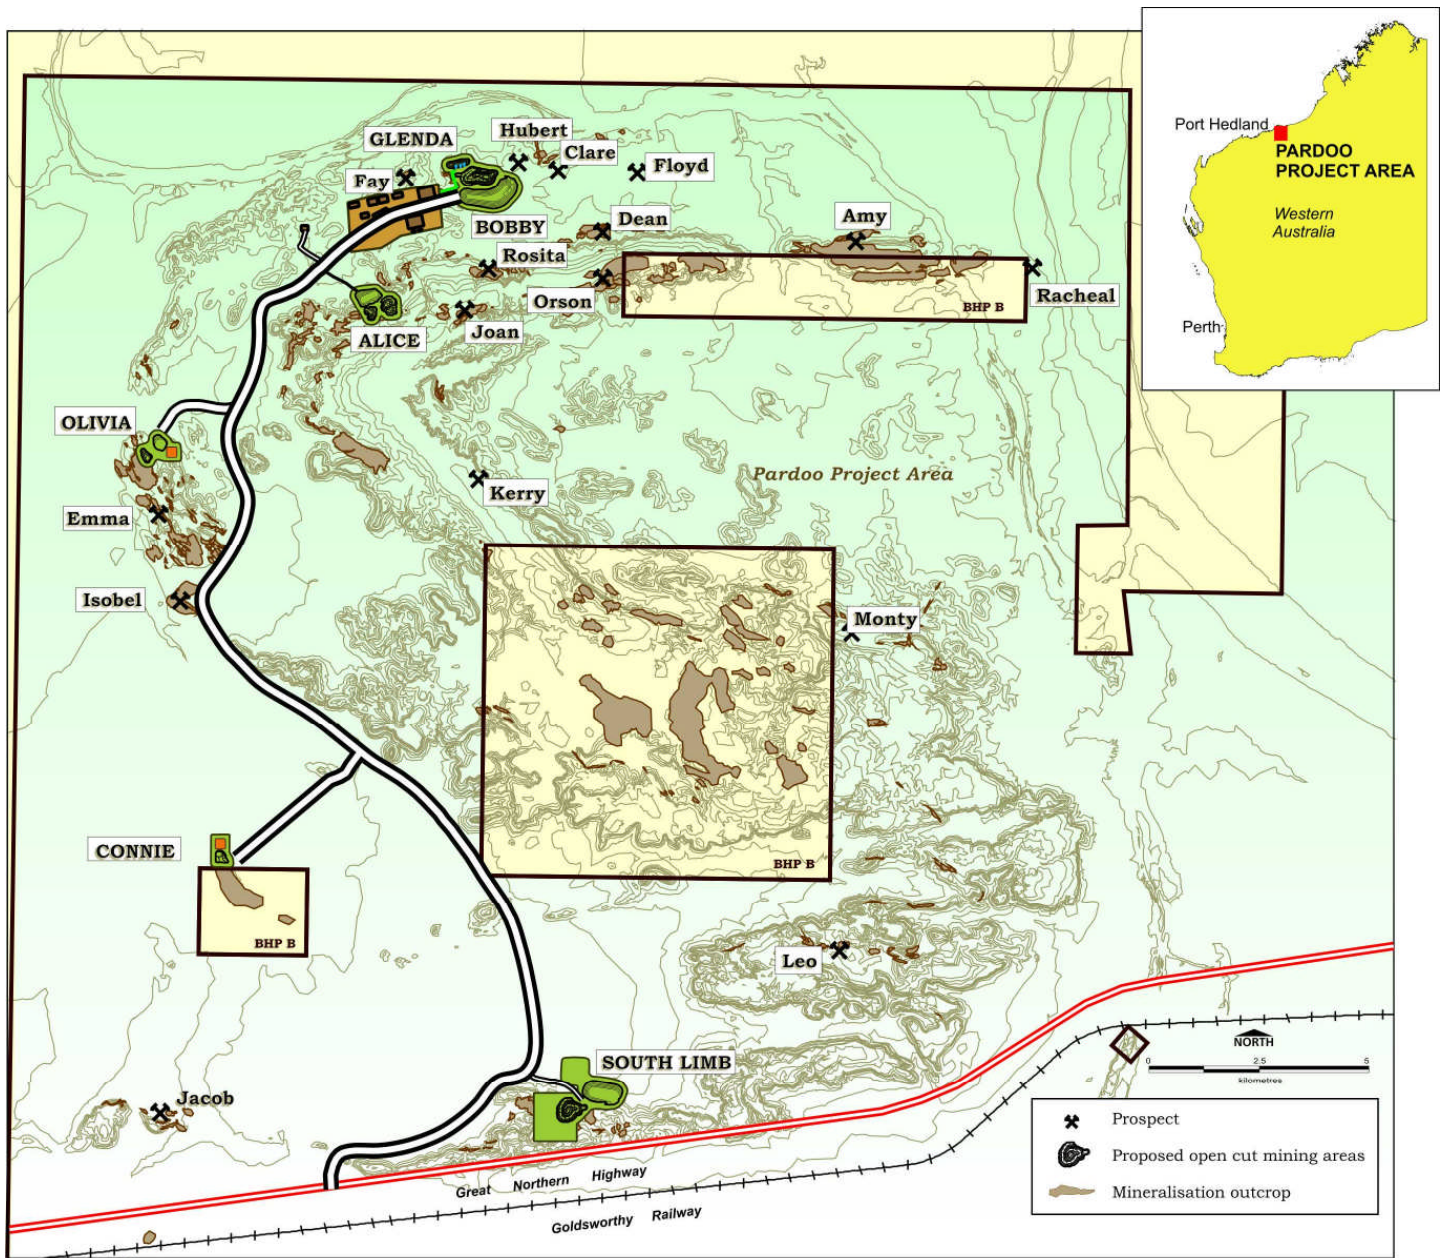 Port Hedland
PARDOO
PROJECT AREA
Western
Australia
Perth
GLENDA
Hubert
Clare
Floyd
Fay
BOBBY
Dean
Amy
Rosita
Orson
BHP B
Racheal
Joan
ALICE
OLIVIA
Pardoo Project Area
Kerry
Emma
Isobel
Monty
CONNIE
BHP B
BHP B
Leo
NORTH
0 2.5 5
kilometres
SOUTH LIMB
Jacob
Prospect
Proposed open cut mining areas
Mineralisation outcrop
Great Northern Highway
Goldsworthy Railway